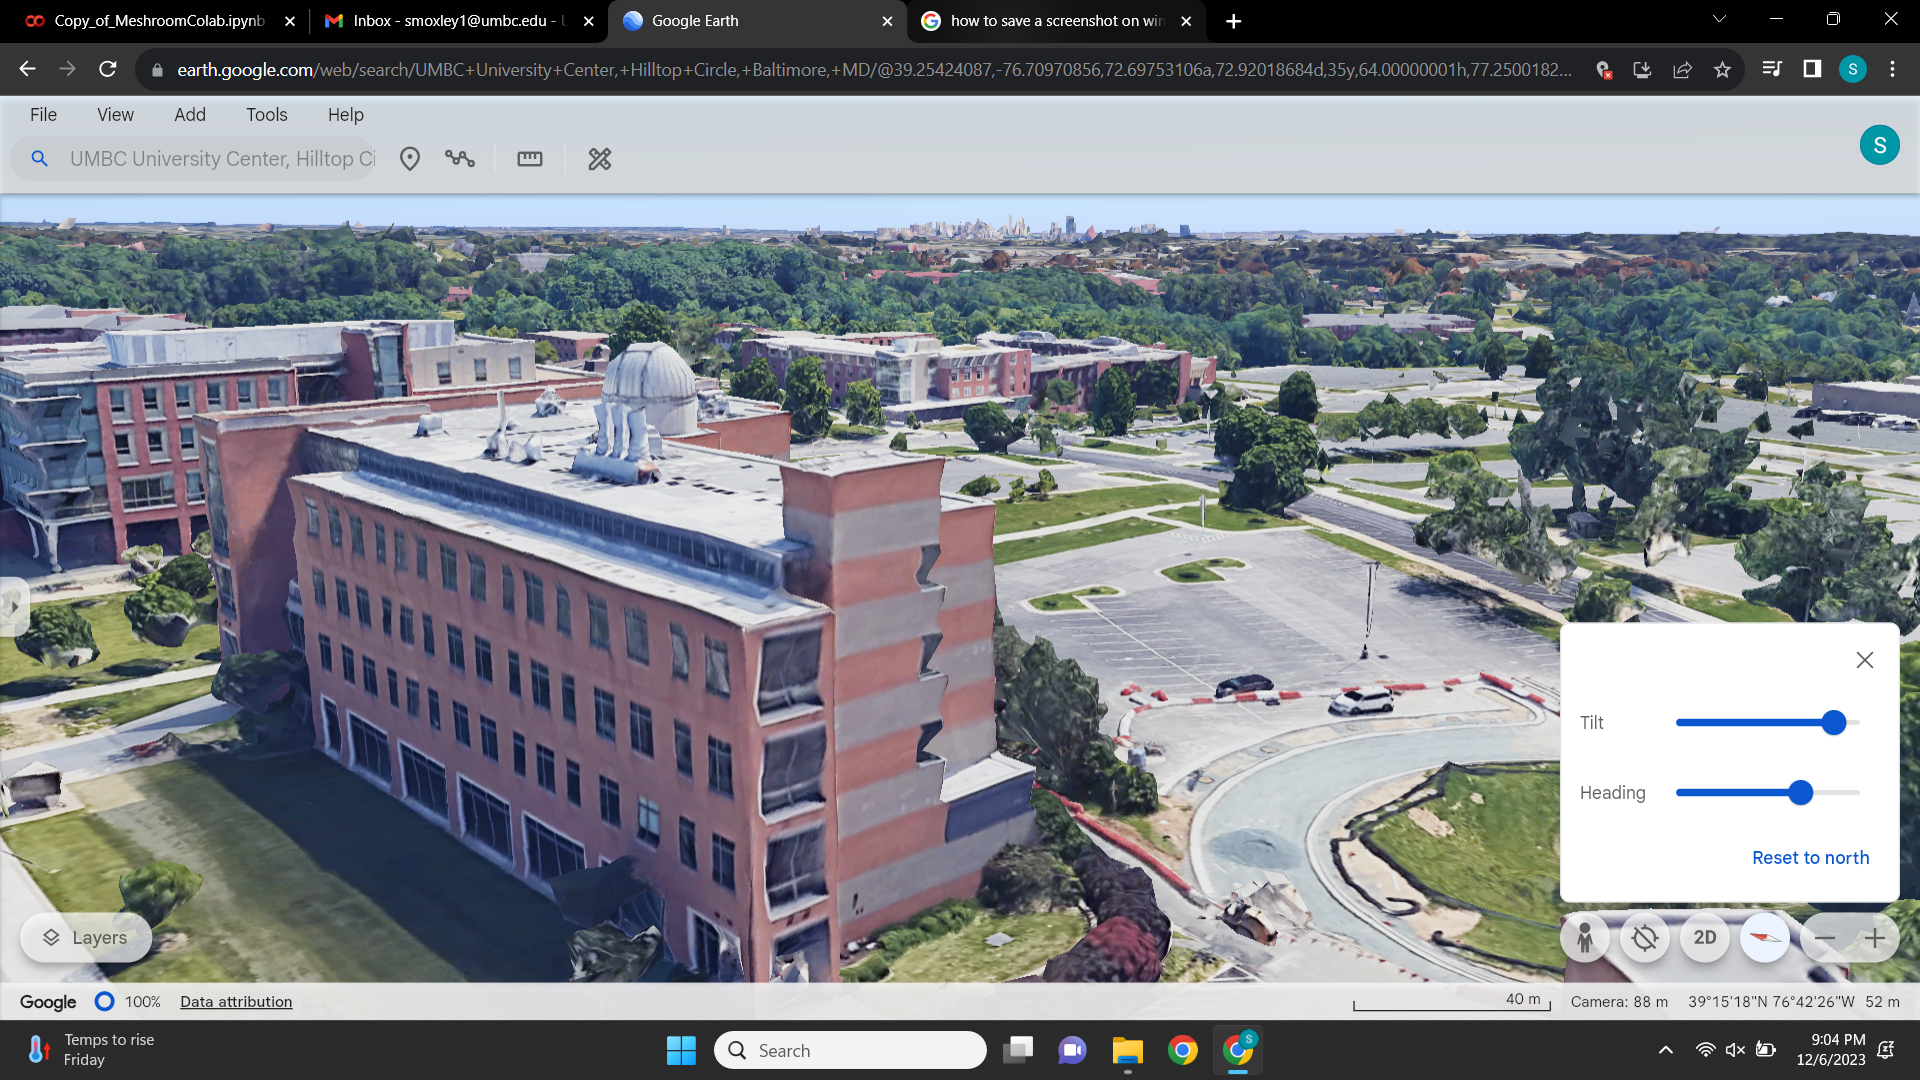 Copy_of_MeshroomColab.ipynb
Inbox - smoxley1@umbc.edu - U
Google Earth
how to save a screenshot on win
earth.google.com/web/search/UMBC+University+Center,+Hilltop+Circle,+Baltimore,+MD/@39.25424087,-76.70970856,72.69753106a,72.92018684d,35y,64.00000001h,77.2500182...
S
File View Add Tools Help
UMBC University Center, Hilltop Ci
S
Tilt
Heading
Reset to north
Layers
2D
Google 100% Data attribution
40 m
Camera: 88 m 39°15'18"N 76°42'26"W 52 m
Temps to rise
Friday
Search
S
9:04 PM
12/6/2023